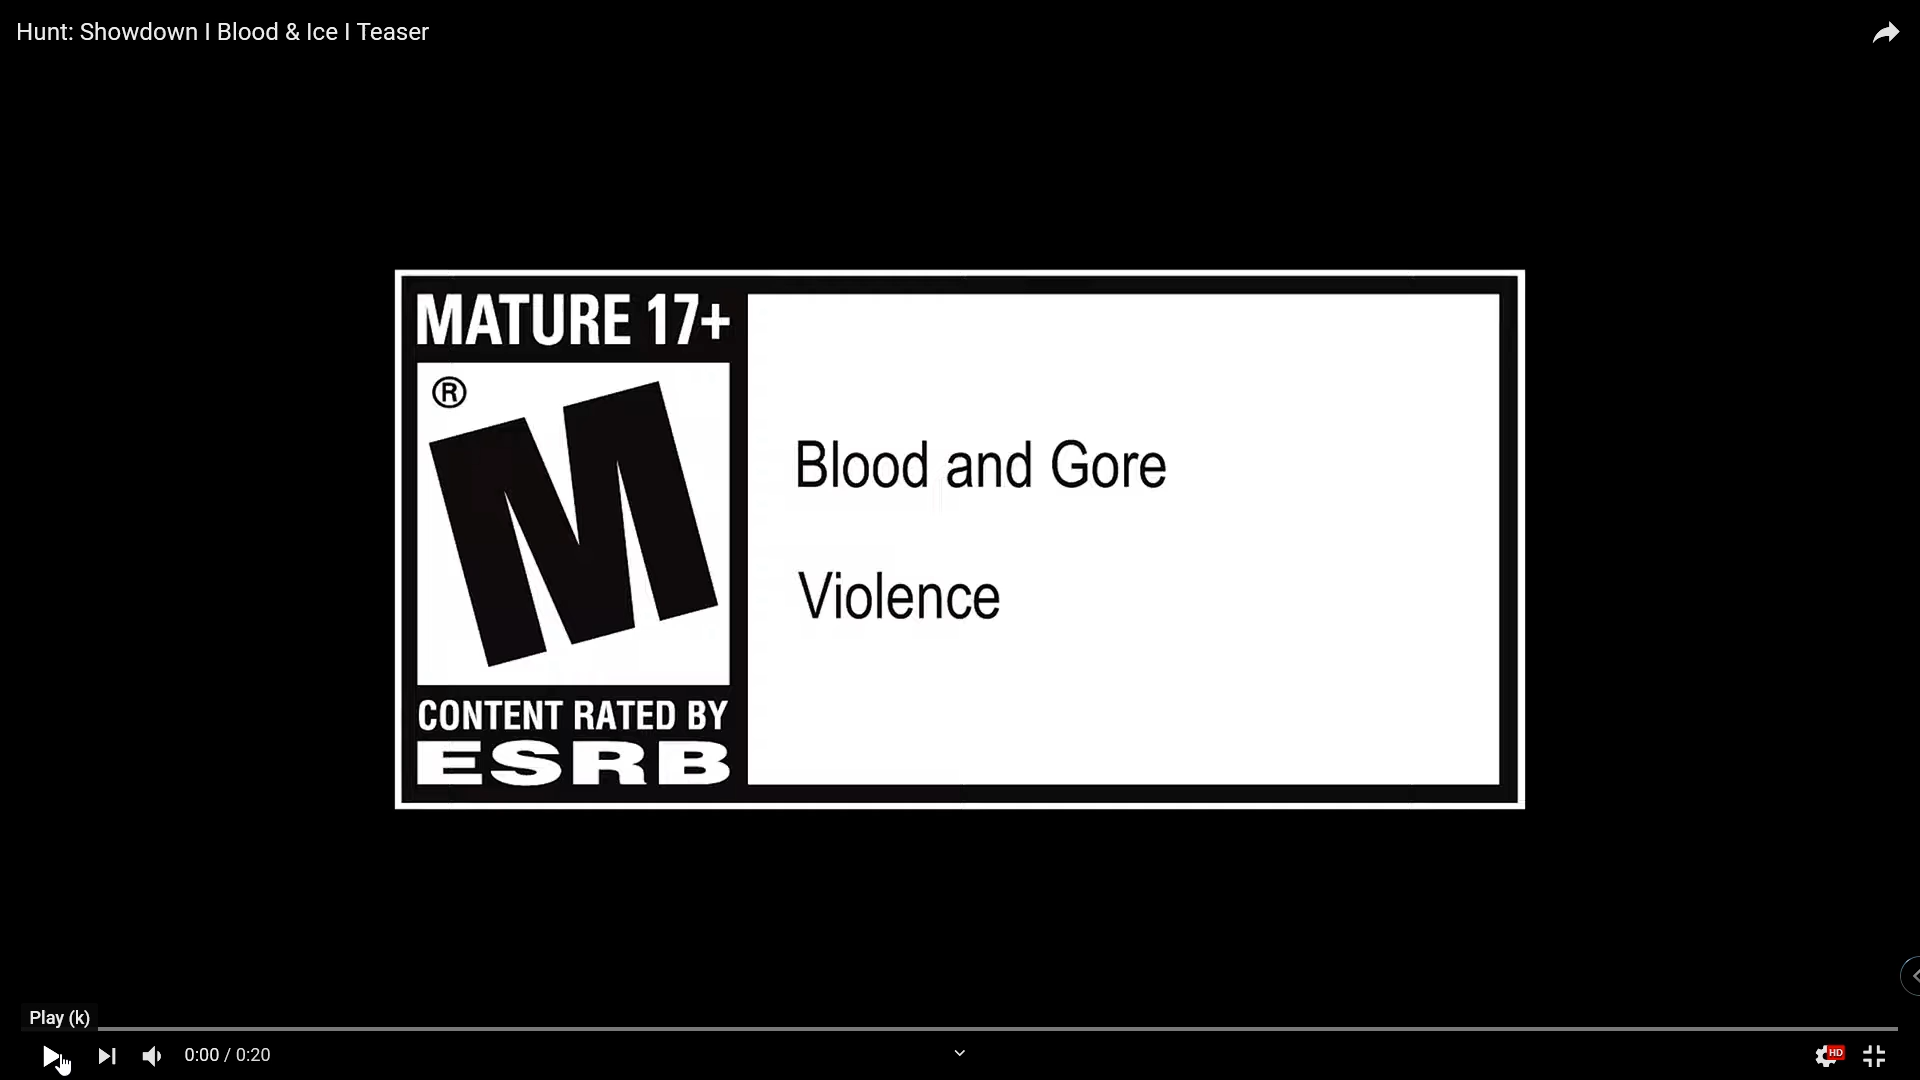 Hunt: Showdown I Blood & Ice I Teaser
MATURE 17+
®
M
CONTENT RATED BY
ESRB
Blood and Gore
Violence
Play (k)
0:00 / 0:20
HD